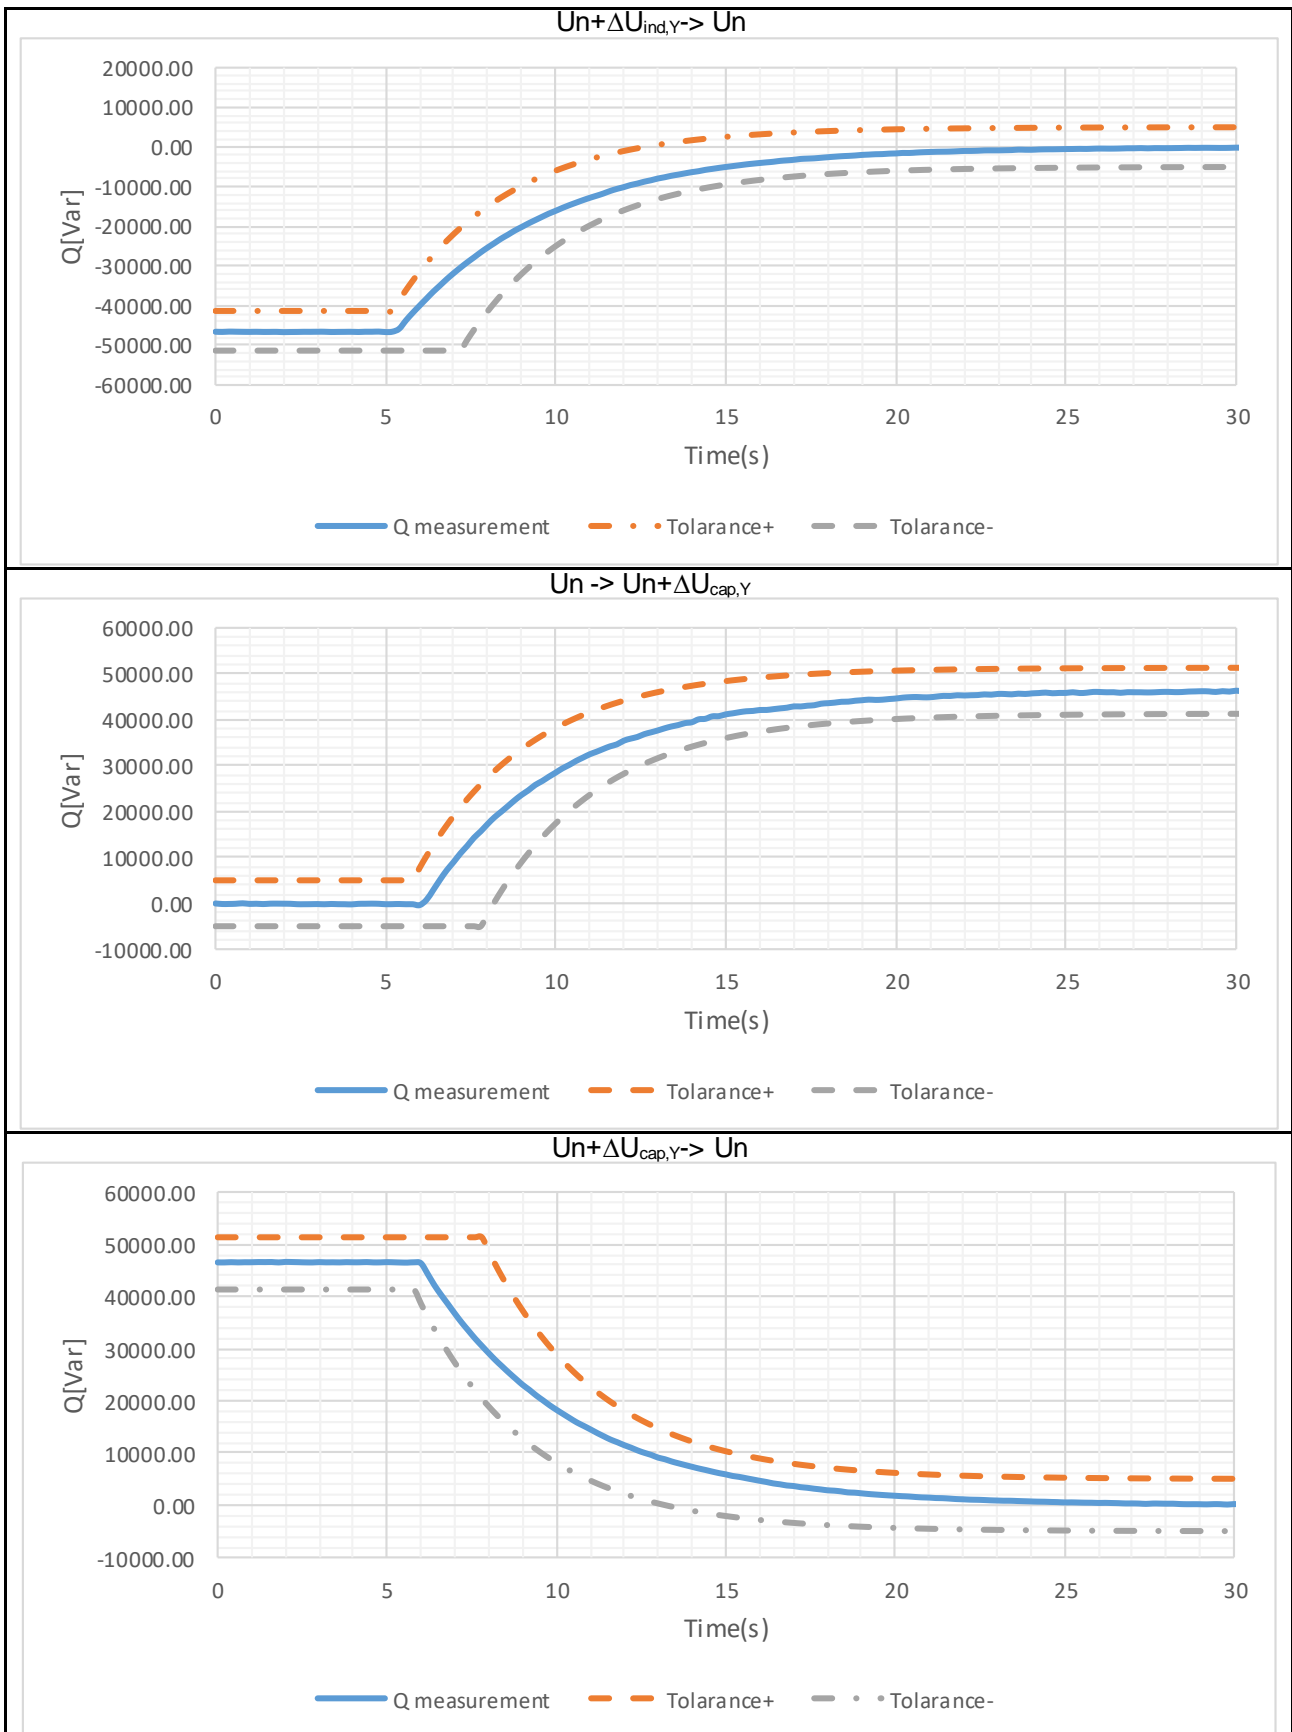 Un+ΔUind,Y-> Un
20000.00
10000.00
0.00
-10000.00
-20000.00
-30000.00
-40000.00
-50000.00
-60000.00
Q[Var]
0 5 10 15 20 25 30
Time(s)
Q measurement Tolarance+ Tolarance-
Un -> Un+ΔUcap,Y
60000.00
50000.00
40000.00
30000.00
20000.00
10000.00
0.00
-10000.00
Q[Var]
0 5 10 15 20 25 30
Time(s)
Q measurement Tolarance+ Tolarance-
Un+ΔUcap,Y-> Un
60000.00
50000.00
40000.00
30000.00
20000.00
10000.00
0.00
-10000.00
Q[Var]
0 5 10 15 20 25 30
Time(s)
Q measurement Tolarance+ Tolarance-